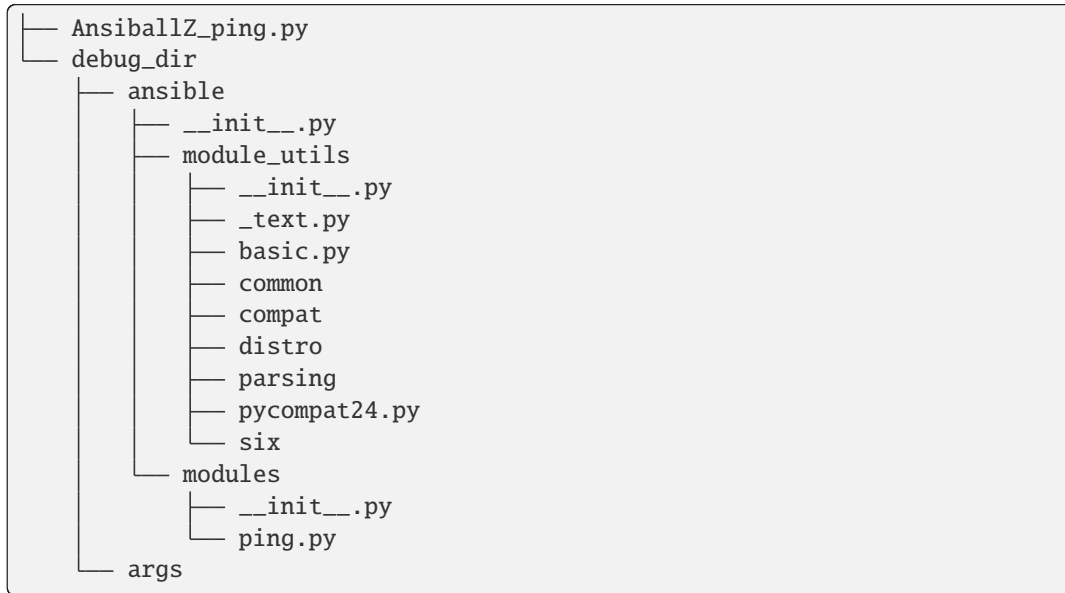 ├── AnsiballZ_ping.py
└── debug_dir
    ├── ansible
    │   ├── __init__.py
    │   ├── module_utils
    │   │   ├── __init__.py
    │   │   ├── _text.py
    │   │   ├── basic.py
    │   │   ├── common
    │   │   ├── compat
    │   │   ├── distro
    │   │   ├── parsing
    │   │   ├── pycompat24.py
    │   │   └── six
    │   └── modules
    │       ├── __init__.py
    │       └── ping.py
    └── args